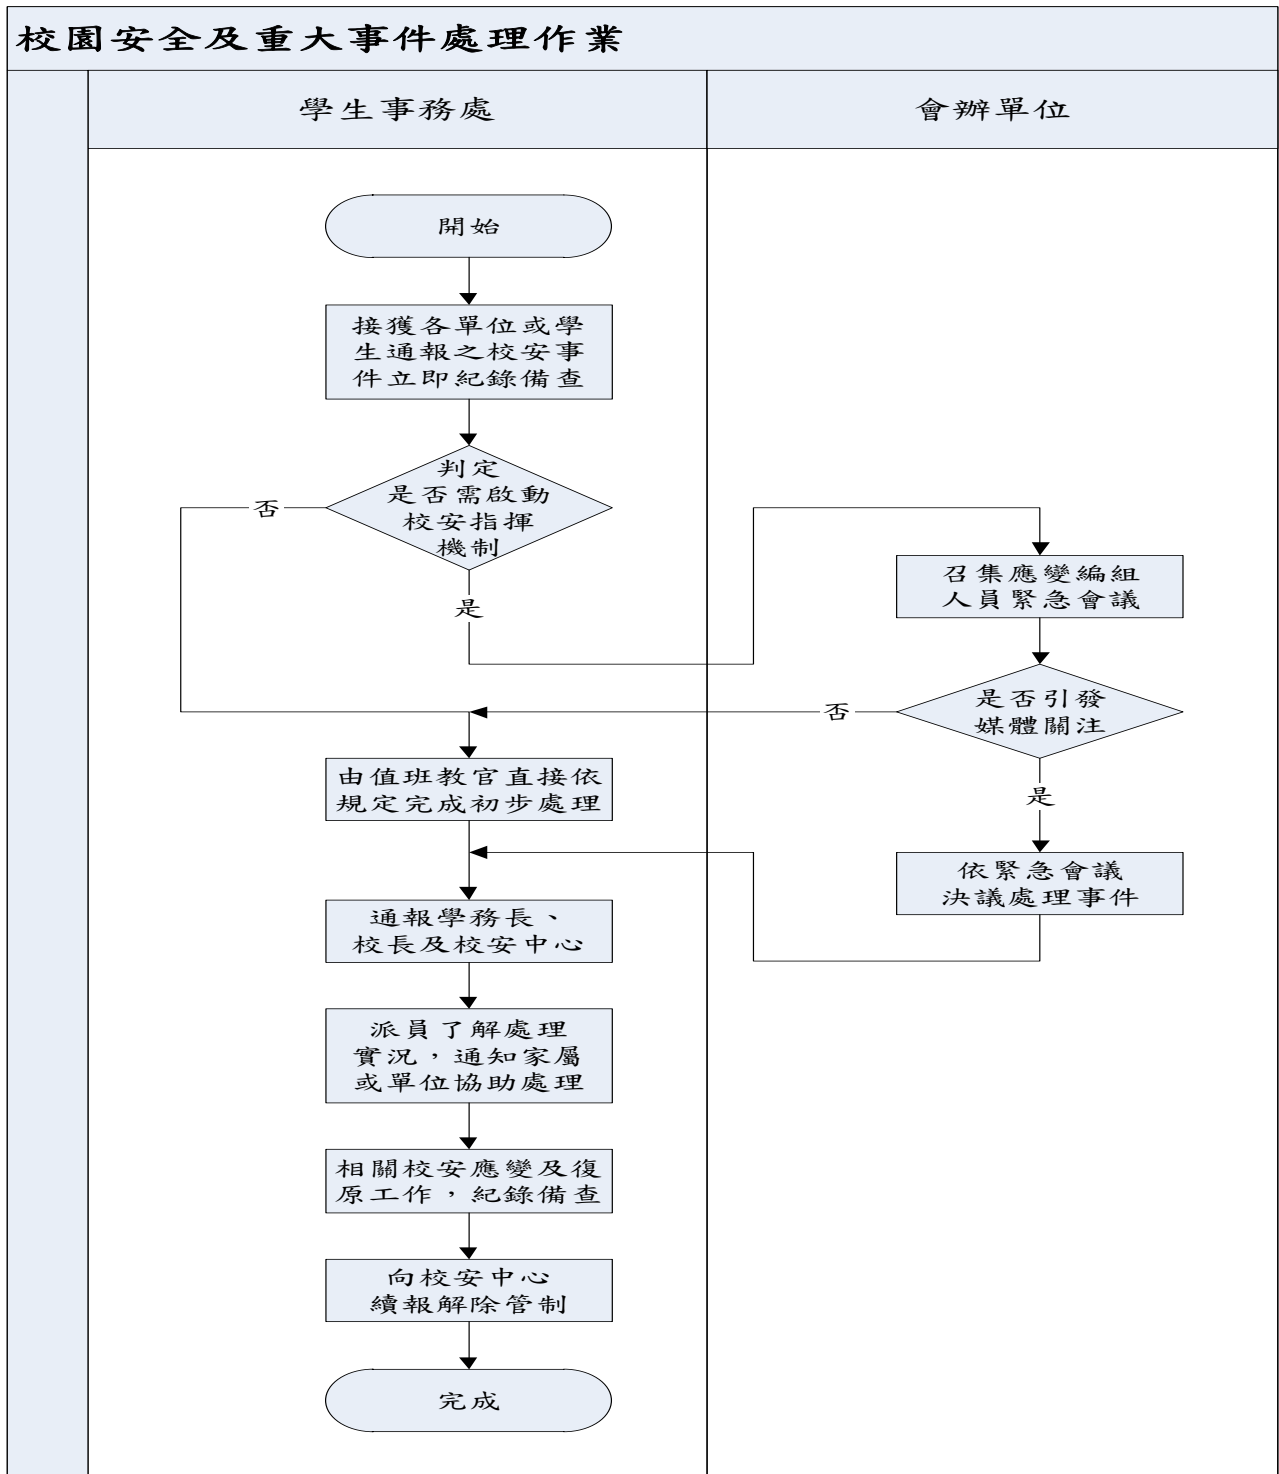 校園安全及重大事件處理作業
學生事務處
會辦單位
開始
接獲各單位或學
生通報之校安事
件立即紀錄備查
判定
是否需啟動
校安指揮
機制
否
是
召集應變編組
人員緊急會議
是否引發
媒體關注
否
是
由值班教官直接依
規定完成初步處理
依緊急會議
決議處理事件
通報學務長、
校長及校安中心
派員了解處理
實況，通知家屬
或單位協助處理
相關校安應變及復
原工作，紀錄備查
向校安中心
續報解除管制
完成